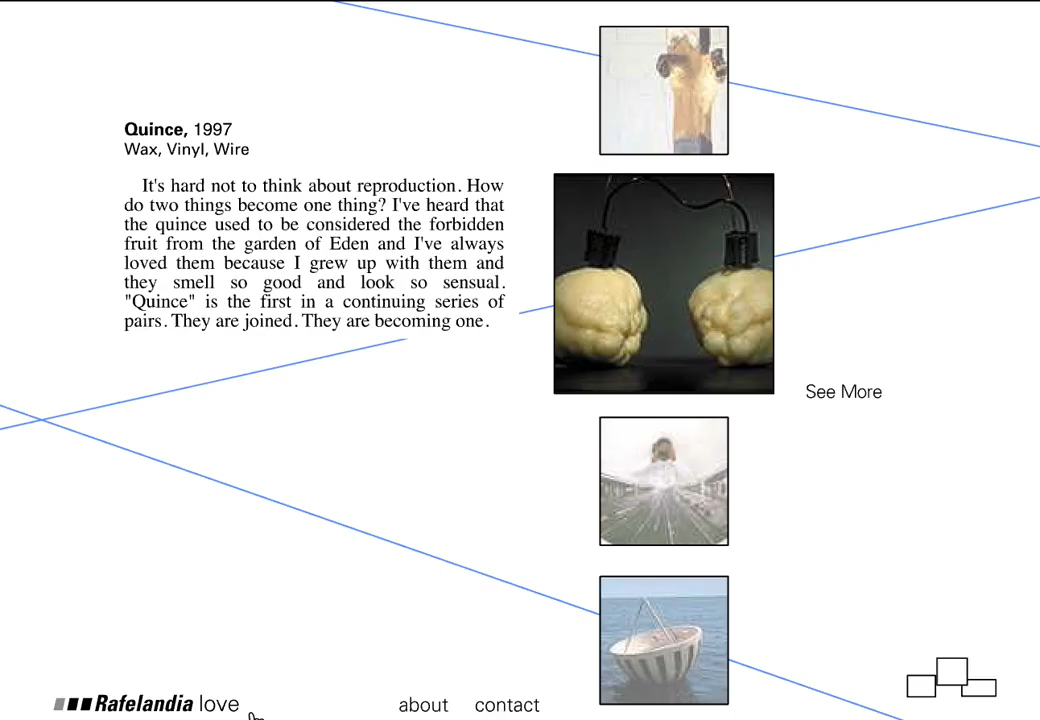 Quince, 1997
Wax, Vinyl, Wire
It's hard not to think about reproduction. How
do two things become one thing? I've heard that
the quince used to be considered the forbidden
fruit from the garden of Eden and I've always
loved them because I grew up with them and
they smell so good and look so sensual.
"Quince" is the first in a continuing series of
pairs. They are joined. They are becoming one.
See More
Rafelandia love
about contact